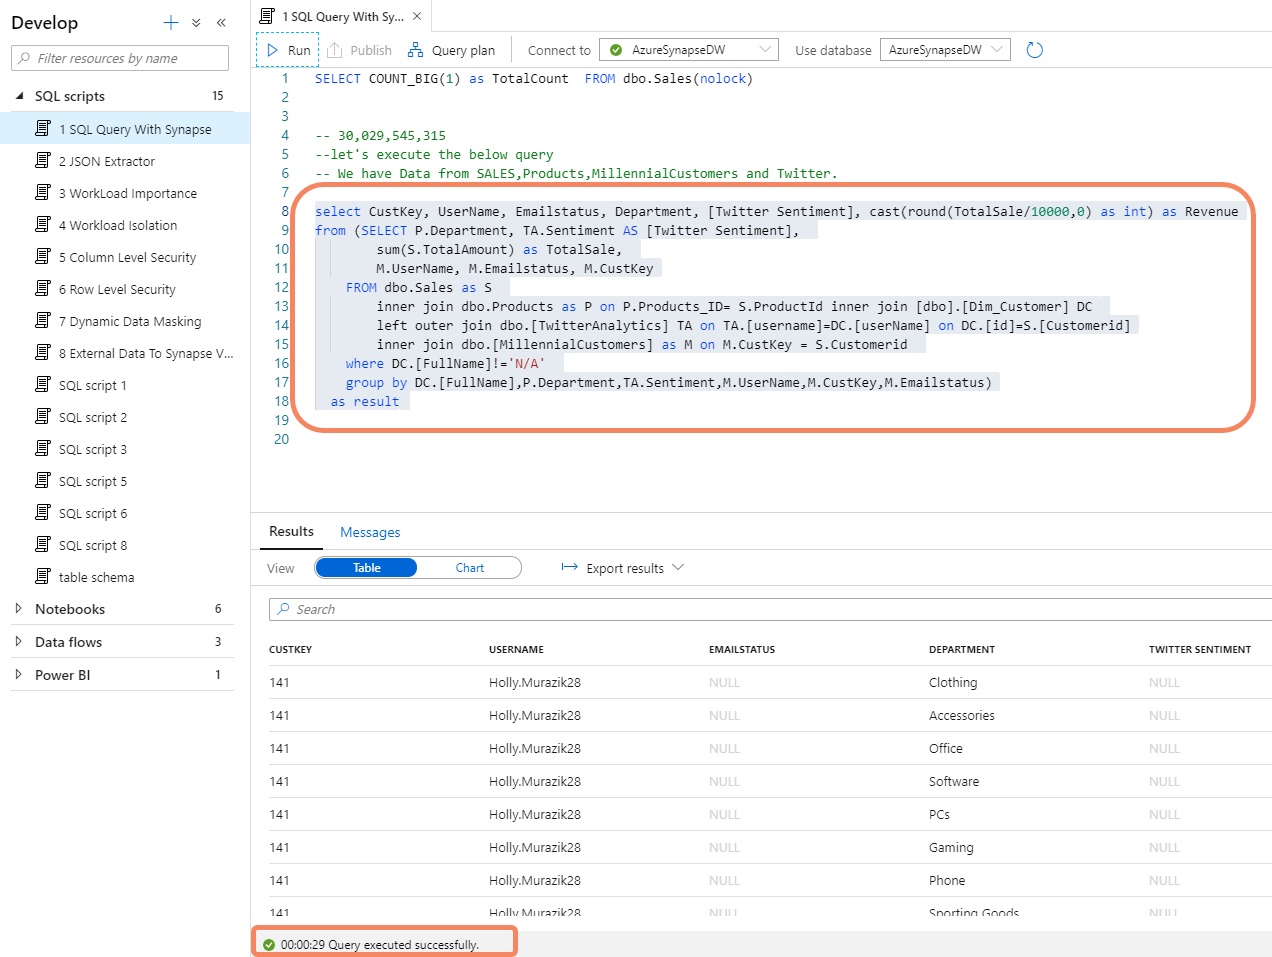 Develop
Filter resources by name
SQL scripts 15
1 SQL Query With Synapse
2 JSON Extractor
3 WorkLoad Importance
4 Workload Isolation
5 Column Level Security
6 Row Level Security
7 Dynamic Data Masking
8 External Data To Synapse V...
SQL script 1
SQL script 2
SQL script 3
SQL script 5
SQL script 6
SQL script 8
table schema
Notebooks 6
Data flows 3
Power BI 1
1 SQL Query With Sy...
Run Publish Query plan Connect to AzureSynapseDW Use database AzureSynapseDW
1 SELECT COUNT_BIG(1) as TotalCount  FROM dbo.Sales(nolock)
2
3
4 -- 30,029,545,315
5 --let's execute the below query
6 -- We have Data from SALES,Products,MillennialCustomers and Twitter.
7
8 select CustKey, UserName, Emailstatus, Department, [Twitter Sentiment], cast(round(TotalSale/10000,0) as int) as Revenue
9 from (SELECT P.Department, TA.Sentiment AS [Twitter Sentiment],
10 sum(S.TotalAmount) as TotalSale,
11 M.UserName, M.Emailstatus, M.CustKey
12 FROM dbo.Sales as S
13 inner join dbo.Products as P on P.Products_ID= S.ProductId inner join [dbo].[Dim_Customer] DC
14 left outer join dbo.[TwitterAnalytics] TA on TA.[username]=DC.[userName] on DC.[id]=S.[Customerid]
15 inner join dbo.[MillennialCustomers] as M on M.CustKey = S.Customerid
16 where DC.[FullName]!='N/A'
17 group by DC.[FullName],P.Department,TA.Sentiment,M.UserName,M.CustKey,M.Emailstatus)
18 as result
19
20
Results Messages
View Table Chart Export results
Search
CUSTKEY USERNAME EMAILSTATUS DEPARTMENT TWITTER SENTIMENT
141 Holly.Murazik28 NULL Clothing NULL
141 Holly.Murazik28 NULL Accessories NULL
141 Holly.Murazik28 NULL Office NULL
141 Holly.Murazik28 NULL Software NULL
141 Holly.Murazik28 NULL PCs NULL
141 Holly.Murazik28 NULL Gaming NULL
141 Holly.Murazik28 NULL Phone NULL
141 Holly.Murazik28 NULL Sporting Goods NULL
00:00:29 Query executed successfully.